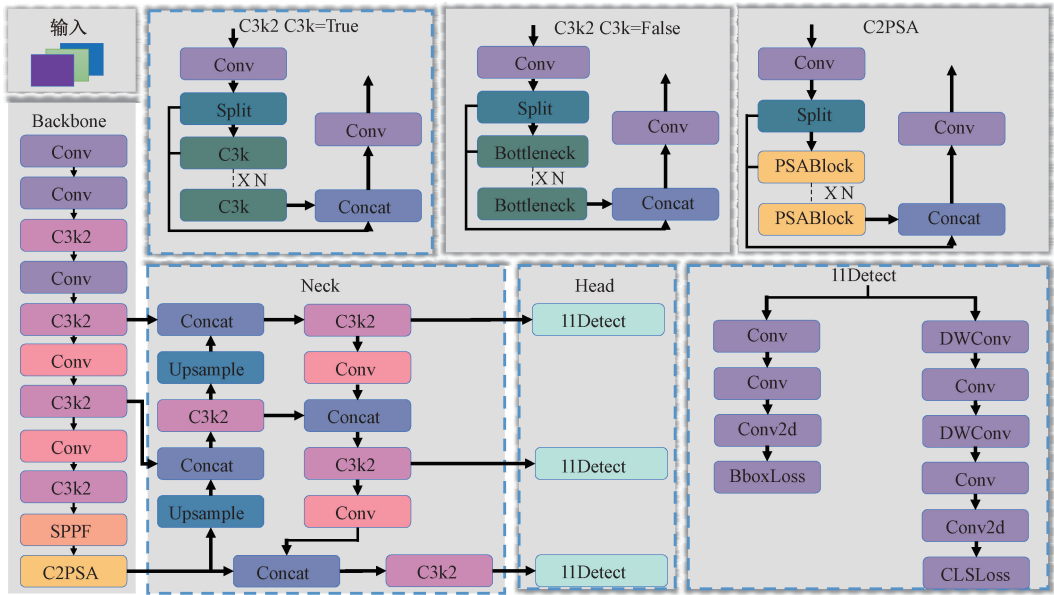 输入
Backbone
Conv
Conv
C3k2
Conv
C3k2
Conv
C3k2
Conv
C3k2
SPPF
C2PSA
C3k2 C3k=True
Conv
Split
C3k
X N
C3k
Concat
Conv
C3k2 C3k=False
Conv
Split
Bottleneck
X N
Bottleneck
Concat
Conv
C2PSA
Conv
Split
PSABlock
X N
PSABlock
Concat
Conv
Neck
Concat
C3k2
Upsample
Conv
C3k2
Concat
Concat
C3k2
Upsample
Conv
Concat
C3k2
Head
11Detect
11Detect
11Detect
11Detect
Conv
Conv
Conv2d
BboxLoss
DWConv
Conv
DWConv
Conv
Conv2d
CLSLoss